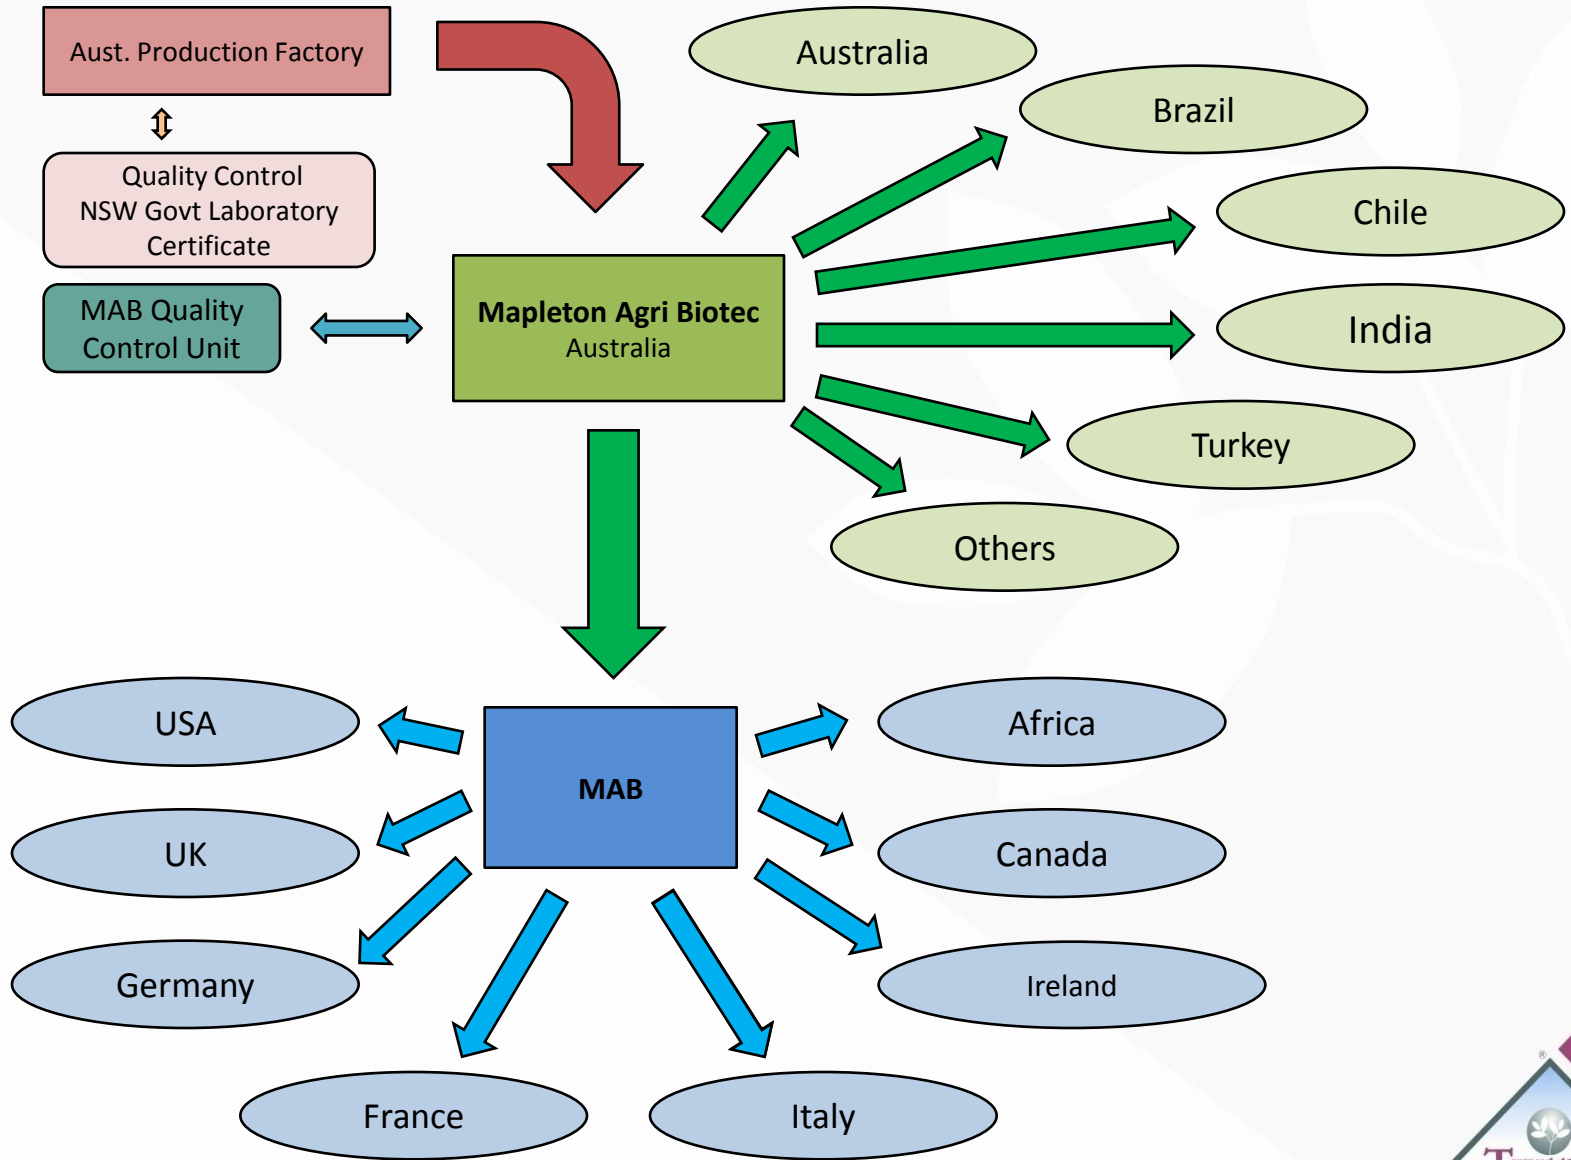 Aust. Production Factory
Quality Control
NSW Govt Laboratory
Certificate
MAB Quality
Control Unit
Mapleton Agri Biotec
Australia
Australia
Brazil
Chile
India
Turkey
Others
MAB
USA
UK
Germany
France
Italy
Africa
Canada
Ireland
®